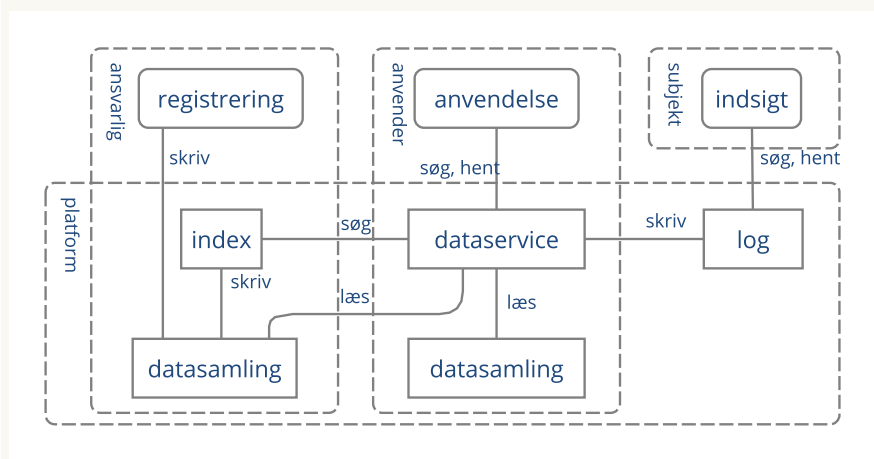 ansvarlig
registrering
anvender
anvendelse
subjekt
indsigt
skriv
søg, hent
søg, hent
platform
index
søg
dataservice
skriv
log
skriv
læs
læs
datasamling
datasamling